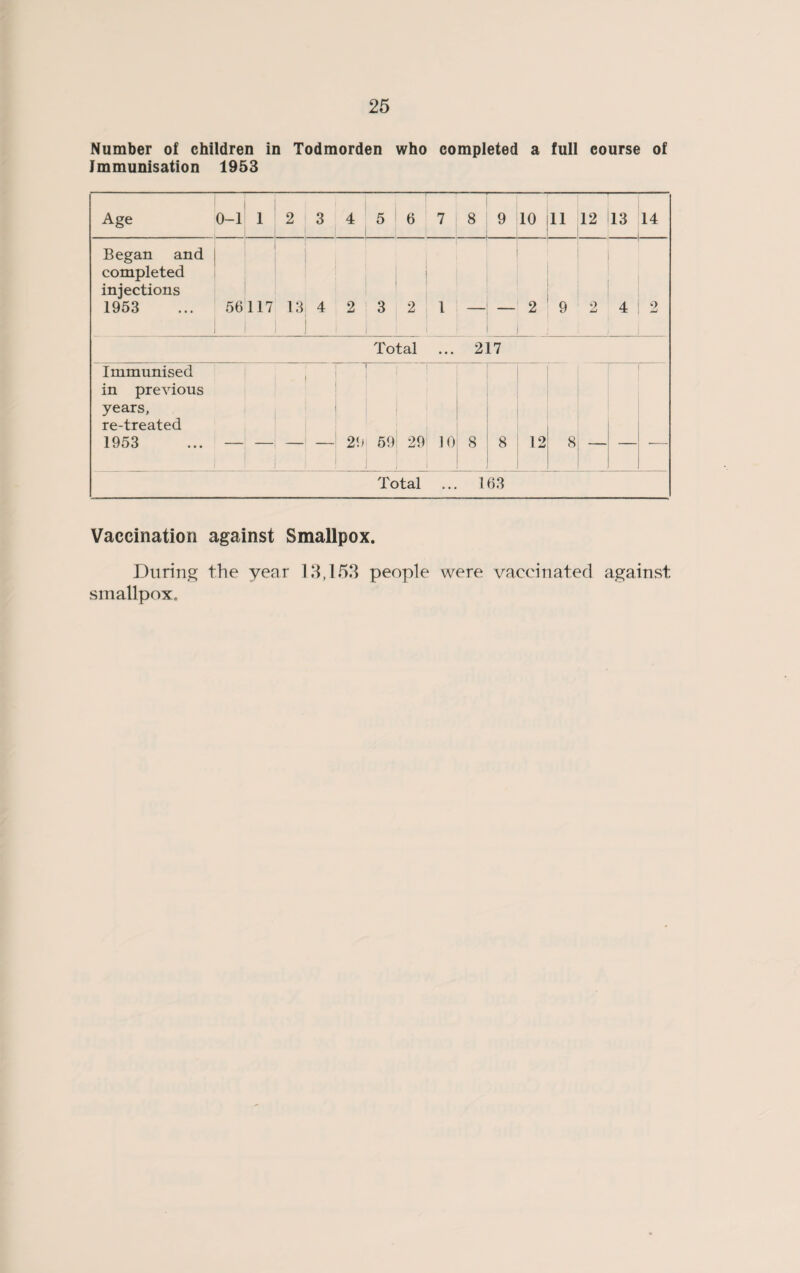 25
Number of children in Todmorden who completed a full course of
Immunisation 1953
Age 0-1 1 2 3 4 5 6 7 8 9 10 11 12 13 14
Began and
completed
injections
1953 ... 56 117 13 4 2 3 2 1 — — 2 9 2 4 2
Total ... 217
Immunised
in previous
years,
re-treated
1953 ... — — — — 29 59 29 10 8 8 12 8 — — —
Total ... 163
Vaccination against Smallpox.
During the year 13,153 people were vaccinated against
smallpox.